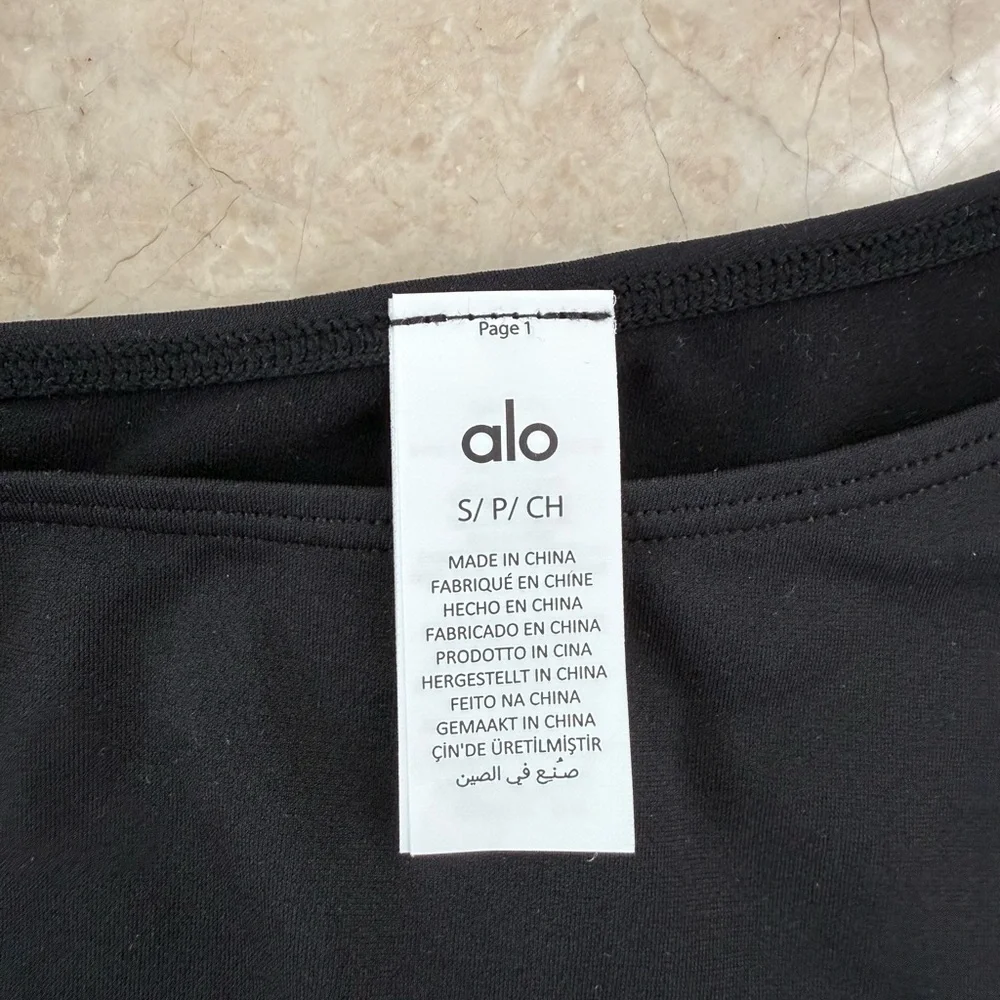 Page 1
alo
S/ P/ CH
MADE IN CHINA
FABRIQUÉ EN CHINE
HECHO EN CHINA
FABRICADO EN CHINA
PRODOTTO IN CINA
HERGESTELLT IN CHINA
FEITO NA CHINA
GEMAAKT IN CHINA
ÇİN'DE ÜRETİLMİŞTİR
صُنِع في الصين